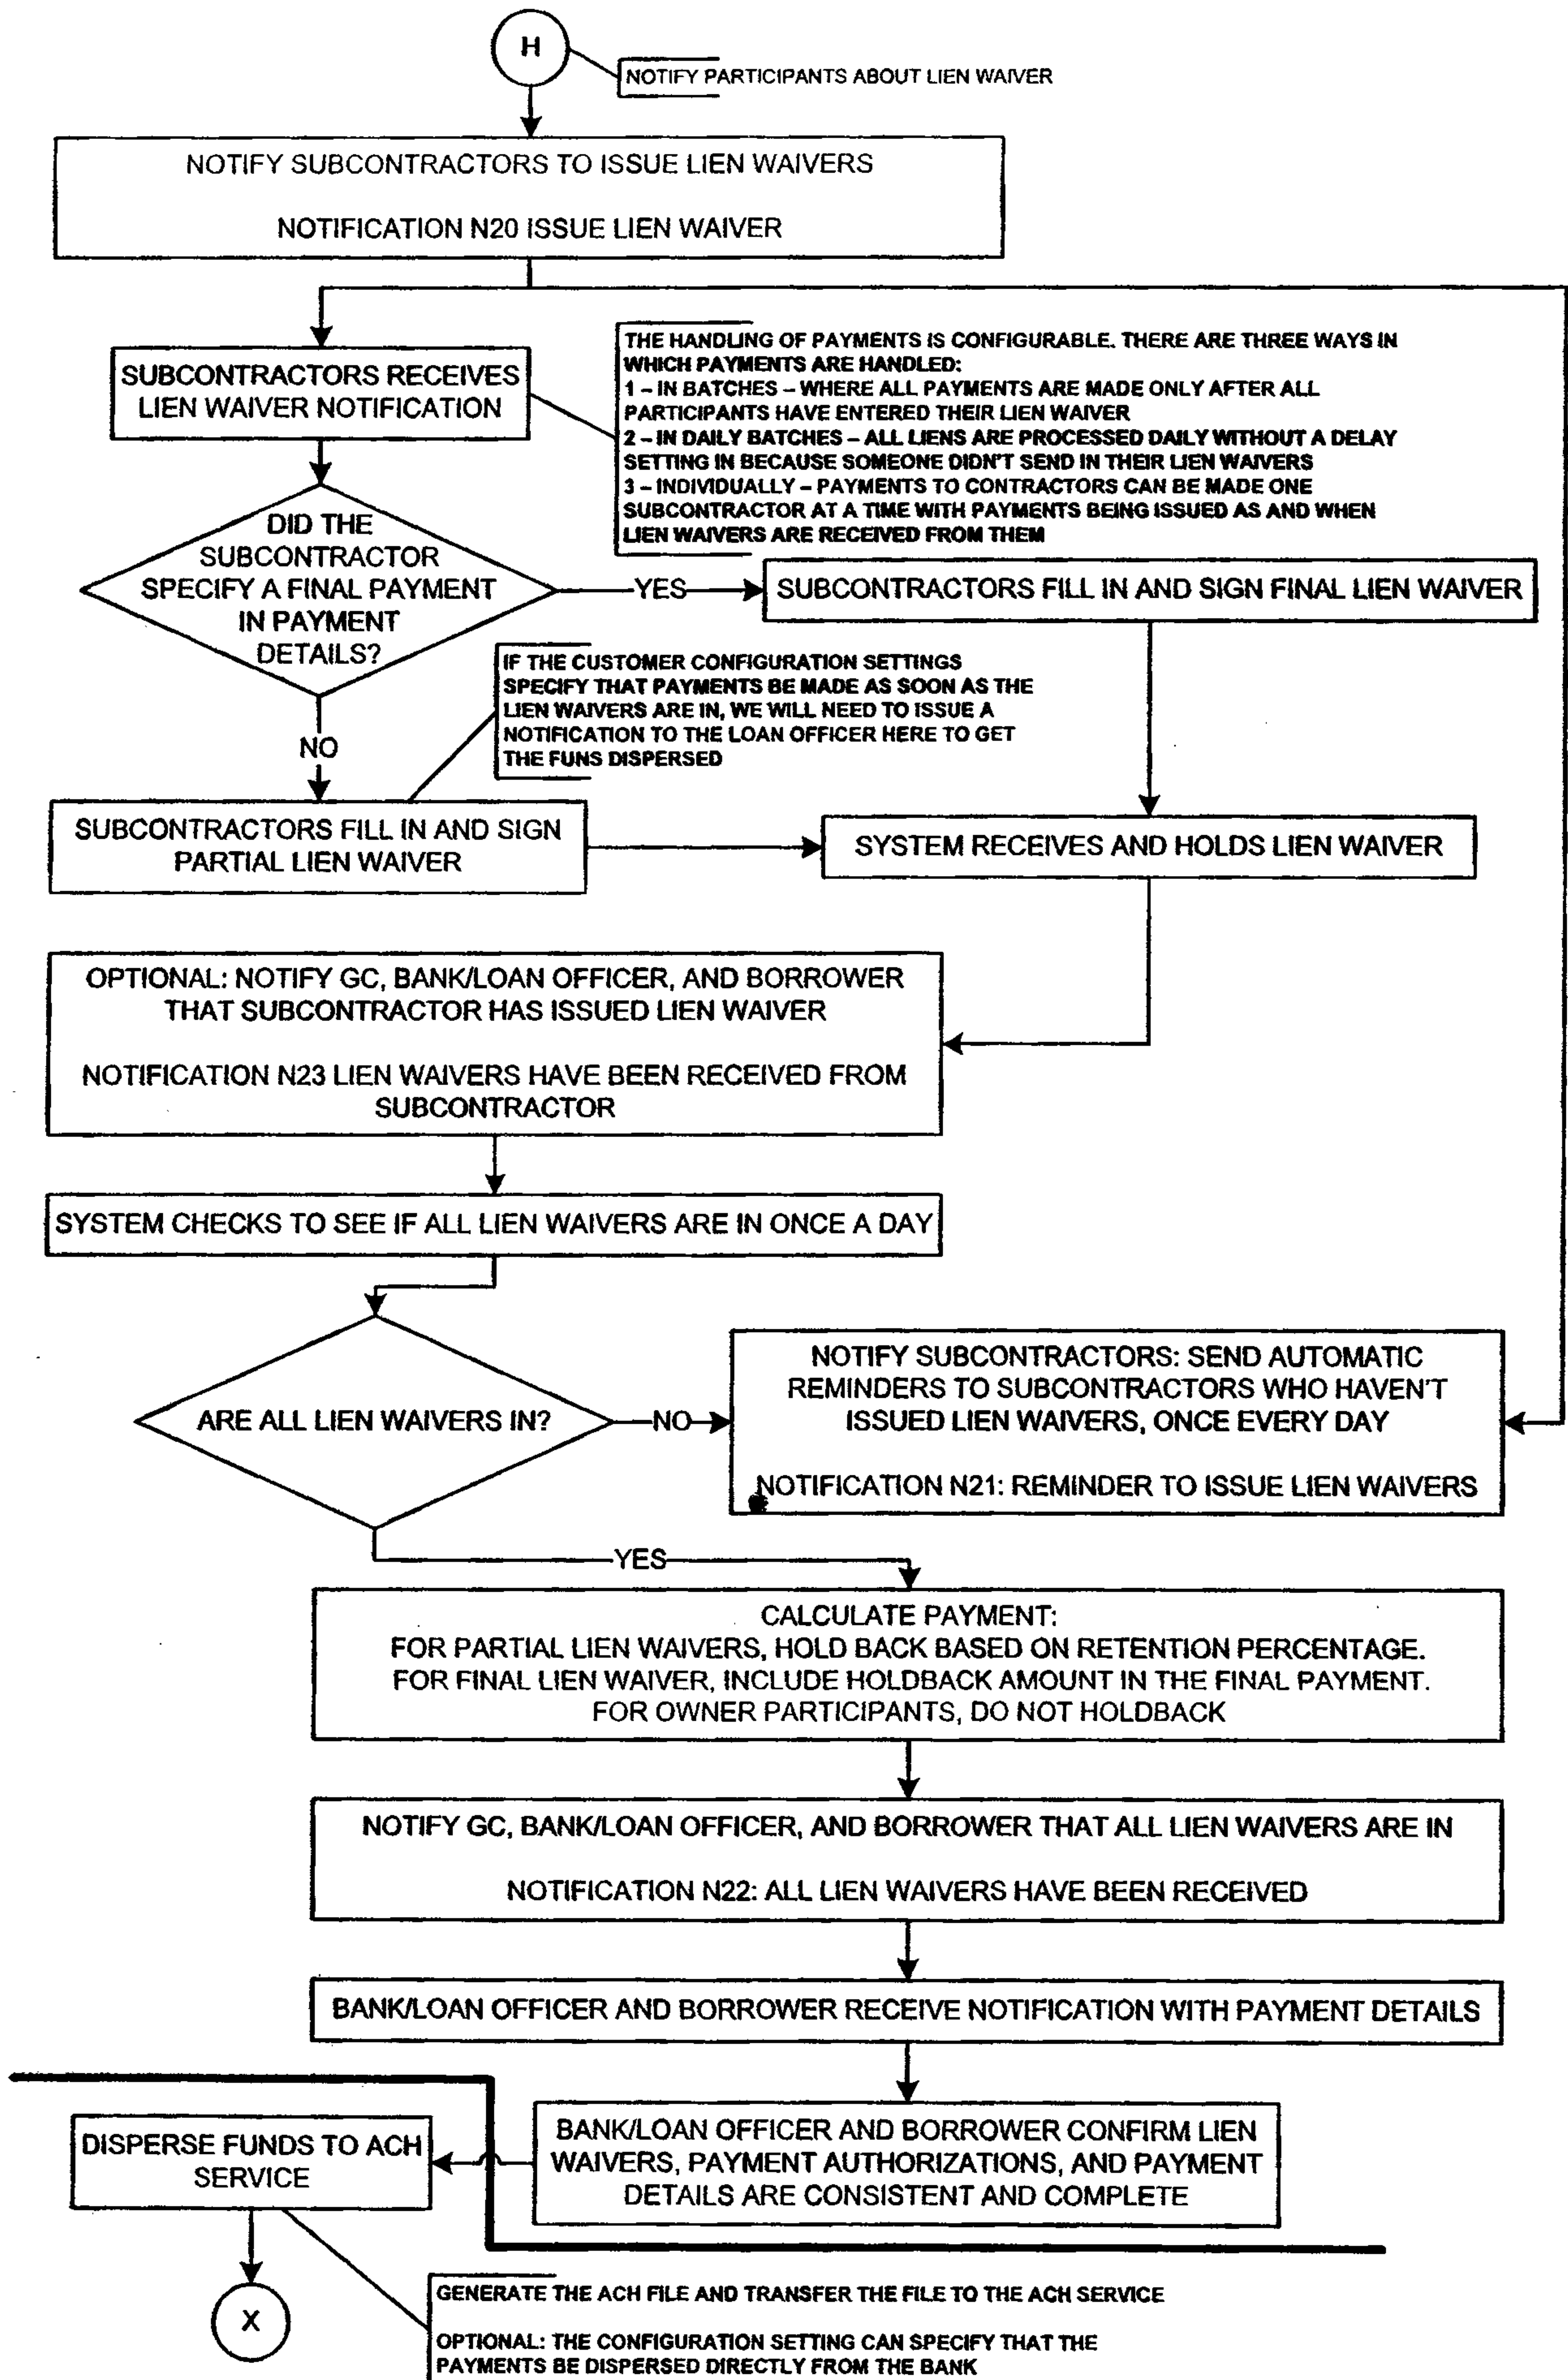 H
NOTIFY PARTICIPANTS ABOUT LIEN WAIVER
NOTIFY SUBCONTRACTORS TO ISSUE LIEN WAIVERS
NOTIFICATION N20 ISSUE LIEN WAIVER
SUBCONTRACTORS RECEIVES
LIEN WAIVER NOTIFICATION
THE HANDLING OF PAYMENTS IS CONFIGURABLE. THERE ARE THREE WAYS IN
WHICH PAYMENTS ARE HANDLED:
1 – IN BATCHES – WHERE ALL PAYMENTS ARE MADE ONLY AFTER ALL
PARTICIPANTS HAVE ENTERED THEIR LIEN WAIVER
2 – IN DAILY BATCHES – ALL LIENS ARE PROCESSED DAILY WITHOUT A DELAY
SETTING IN BECAUSE SOMEONE DIDN'T SEND IN THEIR LIEN WAIVERS
3 – INDIVIDUALLY – PAYMENTS TO CONTRACTORS CAN BE MADE ONE
SUBCONTRACTOR AT A TIME WITH PAYMENTS BEING ISSUED AS AND WHEN
LIEN WAIVERS ARE RECEIVED FROM THEM
DID THE
SUBCONTRACTOR
SPECIFY A FINAL PAYMENT
IN PAYMENT
DETAILS?
YES
SUBCONTRACTORS FILL IN AND SIGN FINAL LIEN WAIVER
IF THE CUSTOMER CONFIGURATION SETTINGS
SPECIFY THAT PAYMENTS BE MADE AS SOON AS THE
LIEN WAIVERS ARE IN, WE WILL NEED TO ISSUE A
NOTIFICATION TO THE LOAN OFFICER HERE TO GET
THE FUNS DISPERSED
NO
SUBCONTRACTORS FILL IN AND SIGN
PARTIAL LIEN WAIVER
SYSTEM RECEIVES AND HOLDS LIEN WAIVER
OPTIONAL: NOTIFY GC, BANK/LOAN OFFICER, AND BORROWER
THAT SUBCONTRACTOR HAS ISSUED LIEN WAIVER
NOTIFICATION N23 LIEN WAIVERS HAVE BEEN RECEIVED FROM
SUBCONTRACTOR
SYSTEM CHECKS TO SEE IF ALL LIEN WAIVERS ARE IN ONCE A DAY
ARE ALL LIEN WAIVERS IN?
NO
NOTIFY SUBCONTRACTORS: SEND AUTOMATIC
REMINDERS TO SUBCONTRACTORS WHO HAVEN'T
ISSUED LIEN WAIVERS, ONCE EVERY DAY
NOTIFICATION N21: REMINDER TO ISSUE LIEN WAIVERS
YES
CALCULATE PAYMENT:
FOR PARTIAL LIEN WAIVERS, HOLD BACK BASED ON RETENTION PERCENTAGE.
FOR FINAL LIEN WAIVER, INCLUDE HOLDBACK AMOUNT IN THE FINAL PAYMENT.
FOR OWNER PARTICIPANTS, DO NOT HOLDBACK
NOTIFY GC, BANK/LOAN OFFICER, AND BORROWER THAT ALL LIEN WAIVERS ARE IN
NOTIFICATION N22: ALL LIEN WAIVERS HAVE BEEN RECEIVED
BANK/LOAN OFFICER AND BORROWER RECEIVE NOTIFICATION WITH PAYMENT DETAILS
DISPERSE FUNDS TO ACH
SERVICE
BANK/LOAN OFFICER AND BORROWER CONFIRM LIEN
WAIVERS, PAYMENT AUTHORIZATIONS, AND PAYMENT
DETAILS ARE CONSISTENT AND COMPLETE
X
GENERATE THE ACH FILE AND TRANSFER THE FILE TO THE ACH SERVICE
OPTIONAL: THE CONFIGURATION SETTING CAN SPECIFY THAT THE
PAYMENTS BE DISPERSED DIRECTLY FROM THE BANK